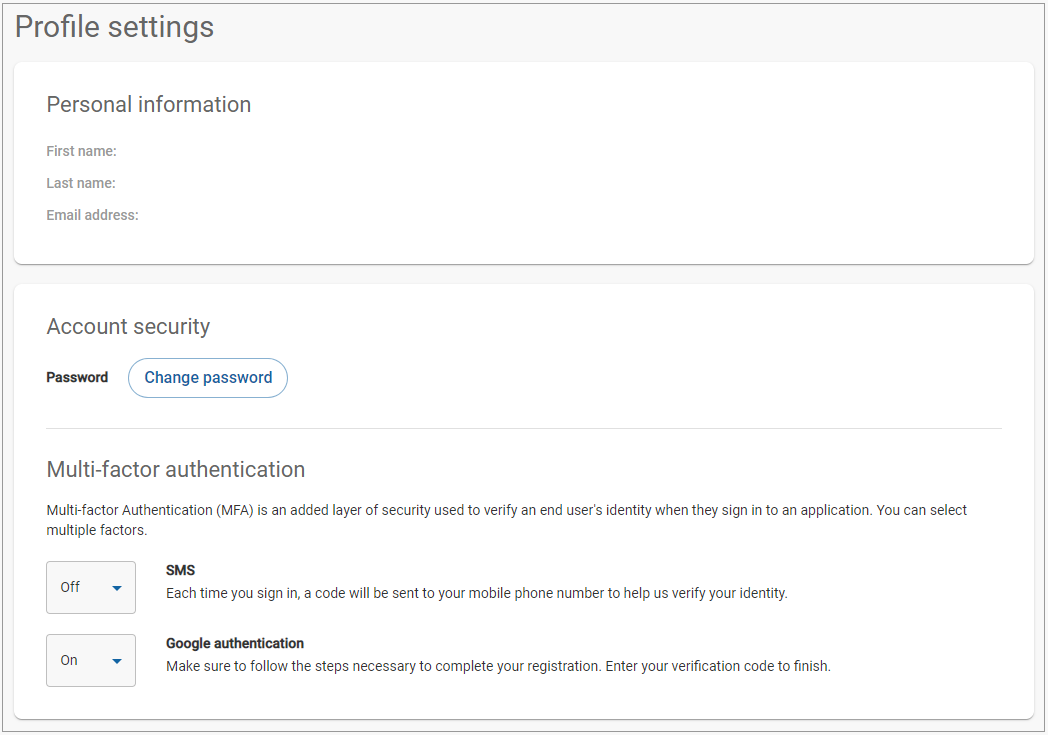 Profile settings
Personal information
First name:
Last name:
Email address:
Account security
Password
Change password
Multi-factor authentication
Multi-factor Authentication (MFA) is an added layer of security used to verify an end user's identity when they sign in to an application. You can select
multiple factors.
Off
SMS
Each time you sign in, a code will be sent to your mobile phone number to help us verify your identity.
On
Google authentication
Make sure to follow the steps necessary to complete your registration. Enter your verification code to finish.